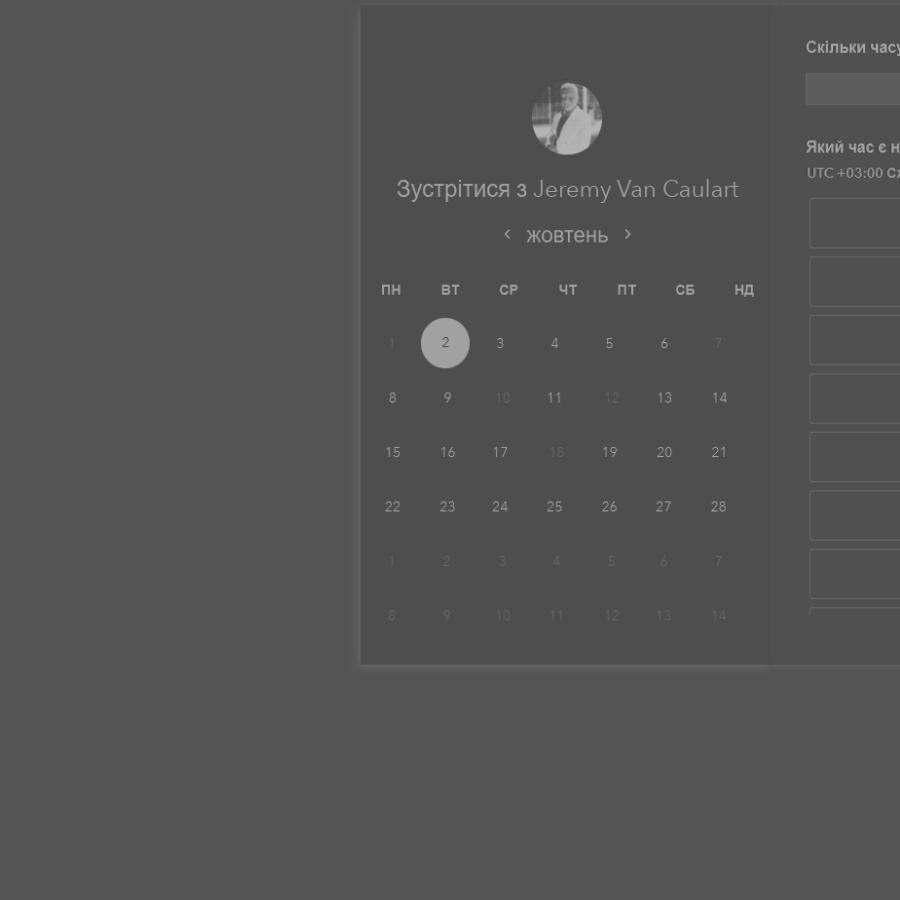 Зустрітися з Jeremy Van Caulart
‹ жовтень ›
ПН ВТ СР ЧТ ПТ СБ НД
1 2 3 4 5 6 7
8 9 10 11 12 13 14
15 16 17 18 19 20 21
22 23 24 25 26 27 28
1 2 3 4 5 6 7
8 9 10 11 12 13 14
Скільки часу
Який час є
UTC +03:00